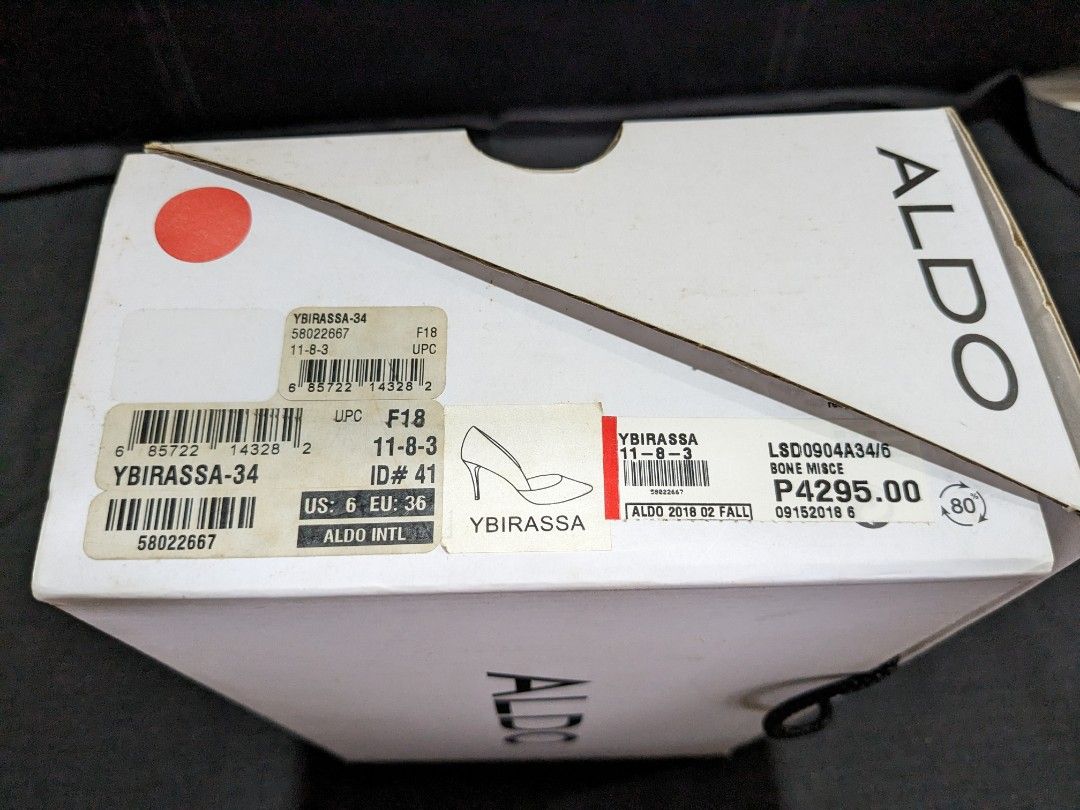 ALDO
YBIRASSA-34
58022667 F18
11-8-3 UPC
6 85722 14328 2
UPC F18
6 85722 14328 2
11-8-3
YBIRASSA-34 ID# 41
US: 6 EU: 36
58022667
ALDO INTL
YBIRASSA
YBIRASSA
11-8-3
58022667
ALDO 2018 02 FALL
LSD0904A34/6
BONE MISCE
P4295.00
09152018 6
80%
ALDO